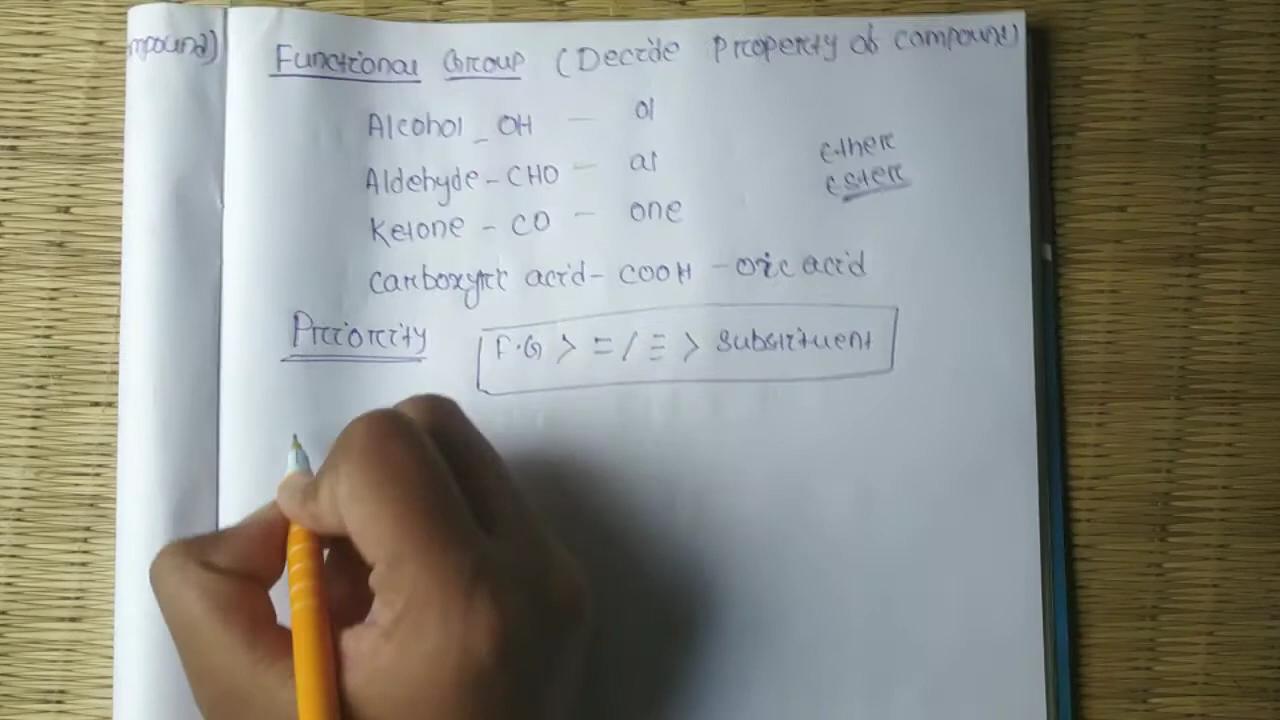 mpound)
Functional Group (Decide Property of compound)
Alcohol - OH - ol
Aldehyde - CHO - al
Ketone - CO - one
Carboxylic acid - COOH - oic acid
ether
ester
Priority F.G > = / ≡ > substituent